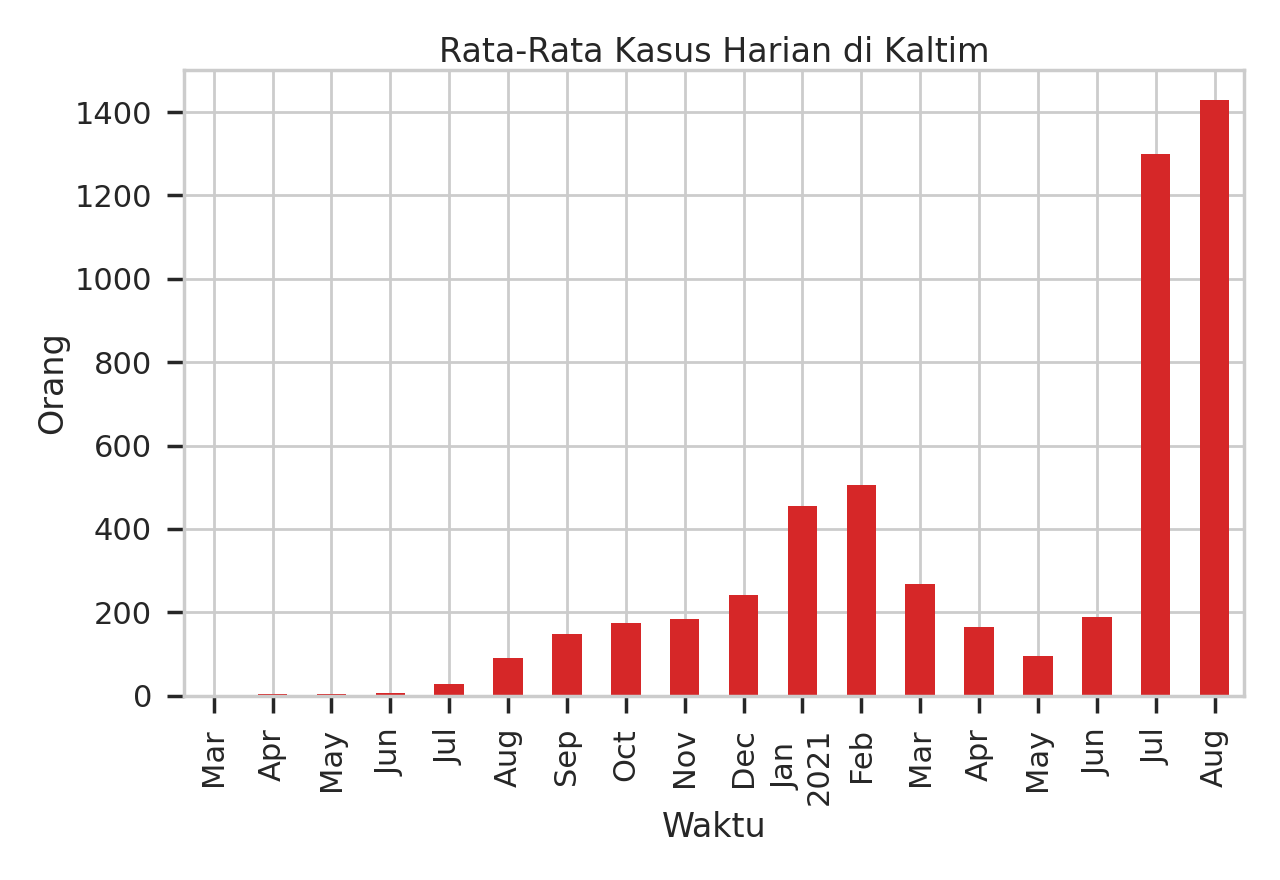 Rata-Rata Kasus Harian di Kaltim
1400
1200
1000
800
600
400
200
0
Orang
Mar
Apr
May
Jun
Jul
Aug
Sep
Oct
Nov
Dec
Jan
2021
Feb
Mar
Apr
May
Jun
Jul
Aug
Waktu